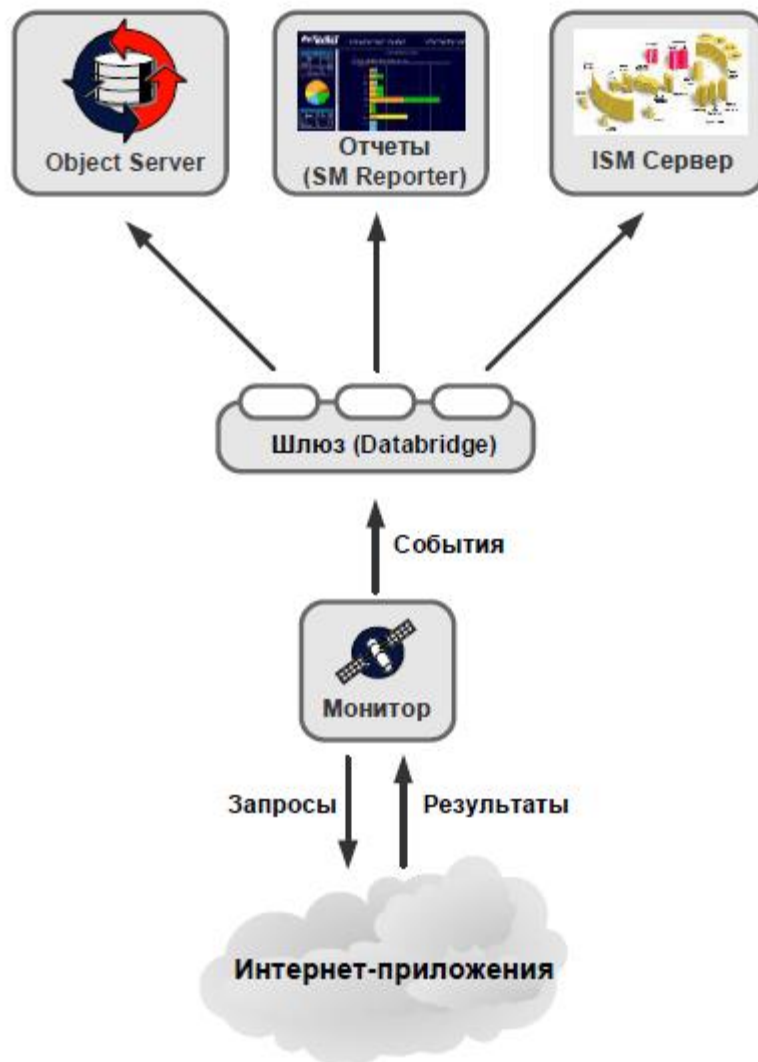 Object Server
Отчеты
(SM Reporter)
ISM Сервер
Шлюз (Databridge)
События
Монитор
Запросы
Результаты
Интернет-приложения